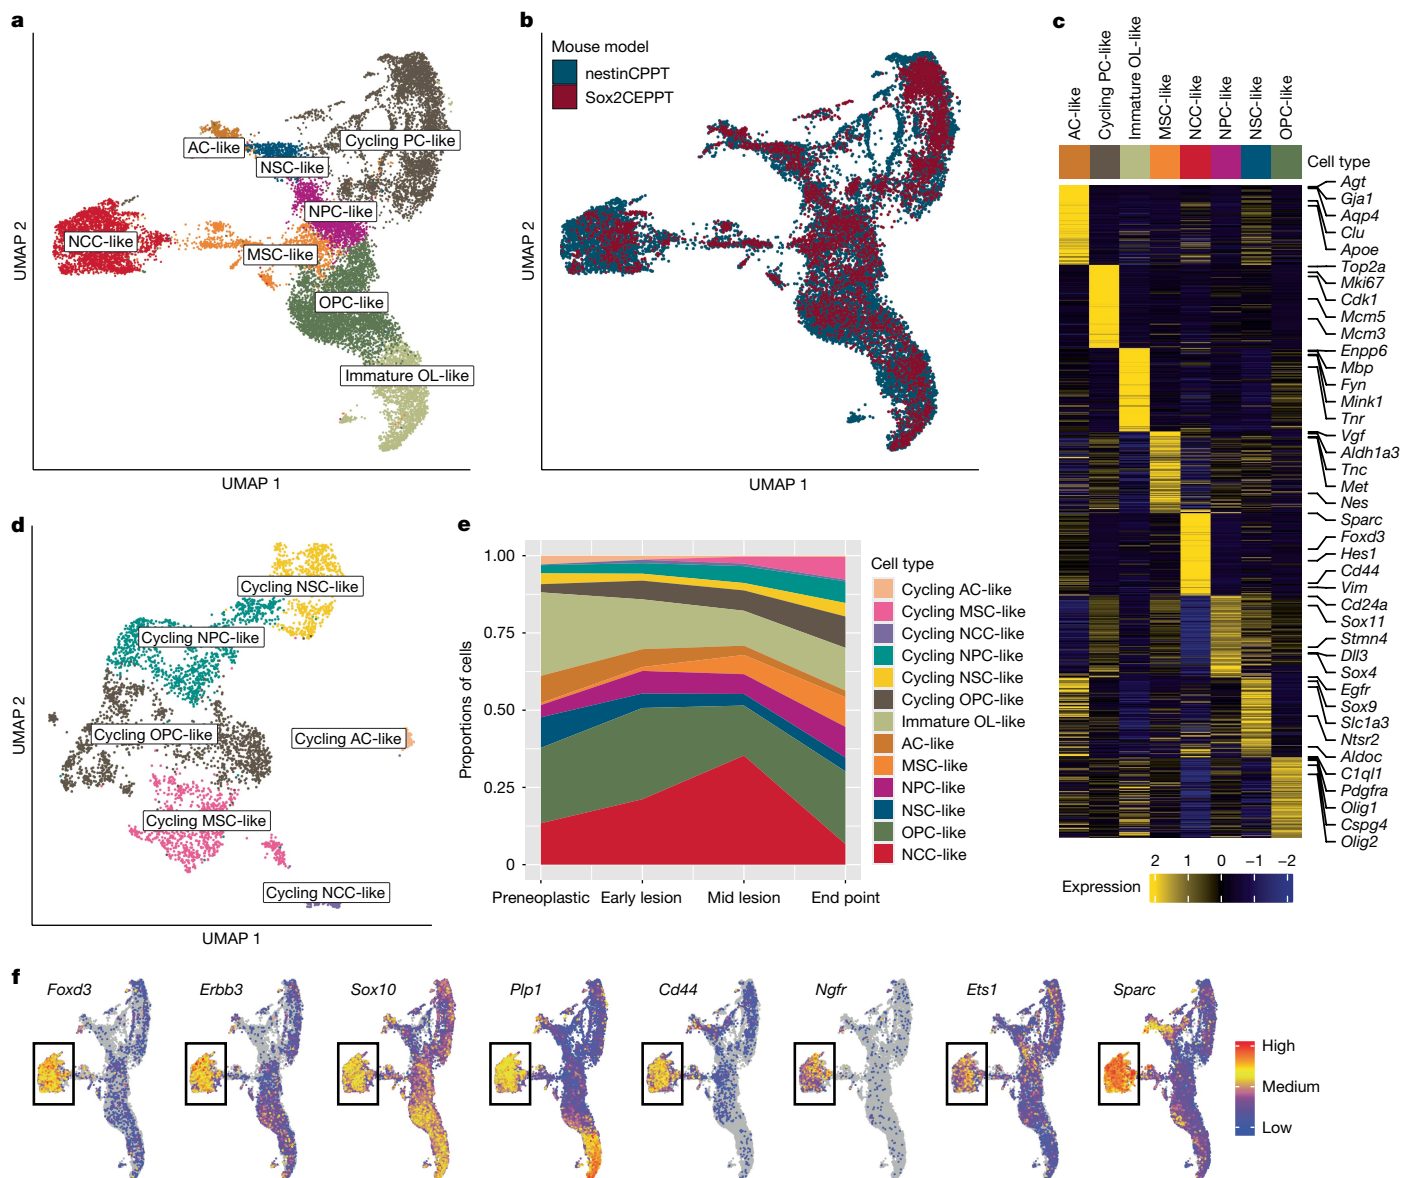 a
AC-like
NSC-like
Cycling PC-like
NPC-like
NCC-like
MSC-like
OPC-like
Immature OL-like
UMAP 2
UMAP 1
b
Mouse model
nestinCPPT
Sox2CEPPT
UMAP 2
UMAP 1
c
AC-like
Cycling PC-like
Immature OL-like
MSC-like
NCC-like
NPC-like
NSC-like
OPC-like
Cell type
Agt
Gja1
Aqp4
Clu
Apoe
Top2a
Mki67
Cdk1
Mcm5
Mcm3
Enpp6
Mbp
Fyn
Mink1
Tnr
Vgf
Aldh1a3
Tnc
Met
Nes
Sparc
Foxd3
Hes1
Cd44
Vim
Cd24a
Sox11
Stmn4
Dll3
Sox4
Egfr
Sox9
Slc1a3
Ntsr2
Aldoc
C1ql1
Pdgfra
Olig1
Cspg4
Olig2
2 1 0 −1 −2
Expression
d
Cycling NSC-like
Cycling NPC-like
Cycling OPC-like
Cycling AC-like
Cycling MSC-like
Cycling NCC-like
UMAP 2
UMAP 1
e
1.00
0.75
0.50
0.25
0
Proportions of cells
Preneoplastic Early lesion Mid lesion End point
Cell type
Cycling AC-like
Cycling MSC-like
Cycling NCC-like
Cycling NPC-like
Cycling NSC-like
Cycling OPC-like
Immature OL-like
AC-like
MSC-like
NPC-like
NSC-like
OPC-like
NCC-like
f
Foxd3 Erbb3 Sox10 Plp1 Cd44 Ngfr Ets1 Sparc
High
Medium
Low